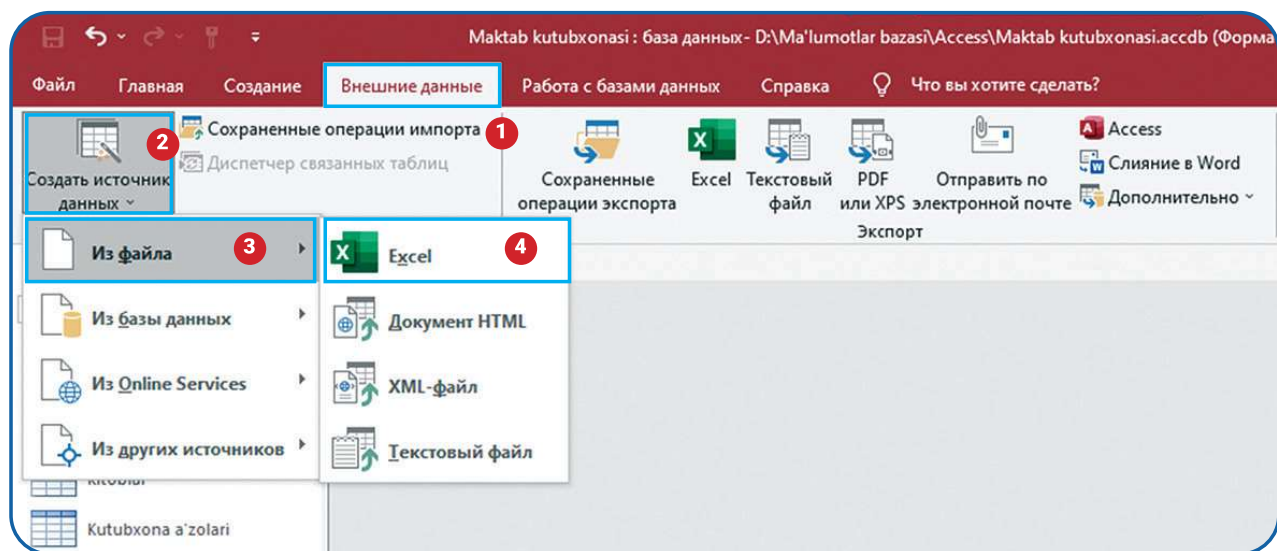 Maktab kutubxonasi : база данных- D:\Ma'lumotlar bazasi\Access\Maktab kutubxonasi.accdb (Форма
Файл Главная Создание Внешние данные Работа с базами данных Справка Что вы хотите сделать?
Создать источник
данных
2
Сохраненные операции импорта
1
Диспетчер связанных таблиц
Сохраненные
операции экспорта
Excel
Текстовый
файл
PDF
или XPS
Отправить по
электронной почте
Access
Слияние в Word
Дополнительно
Экспорт
Из файла 3
Из базы данных
Из Online Services
Из других источников
Excel 4
Документ HTML
XML-файл
Текстовый файл
kitoblar
Kutubxona a'zolari